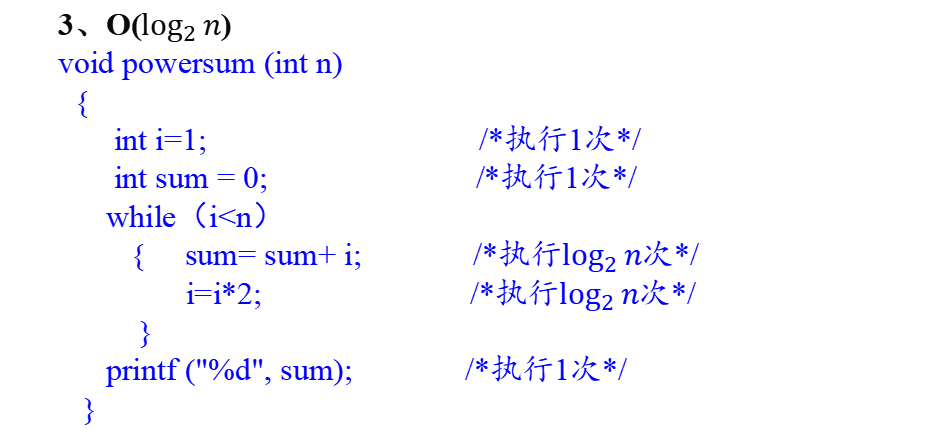 3、O(log₂ n)
void powersum (int n)
{
int i=1; /*执行1次*/
int sum = 0; /*执行1次*/
while（i<n）
{ sum= sum+ i; /*执行log₂ n次*/
i=i*2; /*执行log₂ n次*/
}
printf ("%d", sum); /*执行1次*/
}